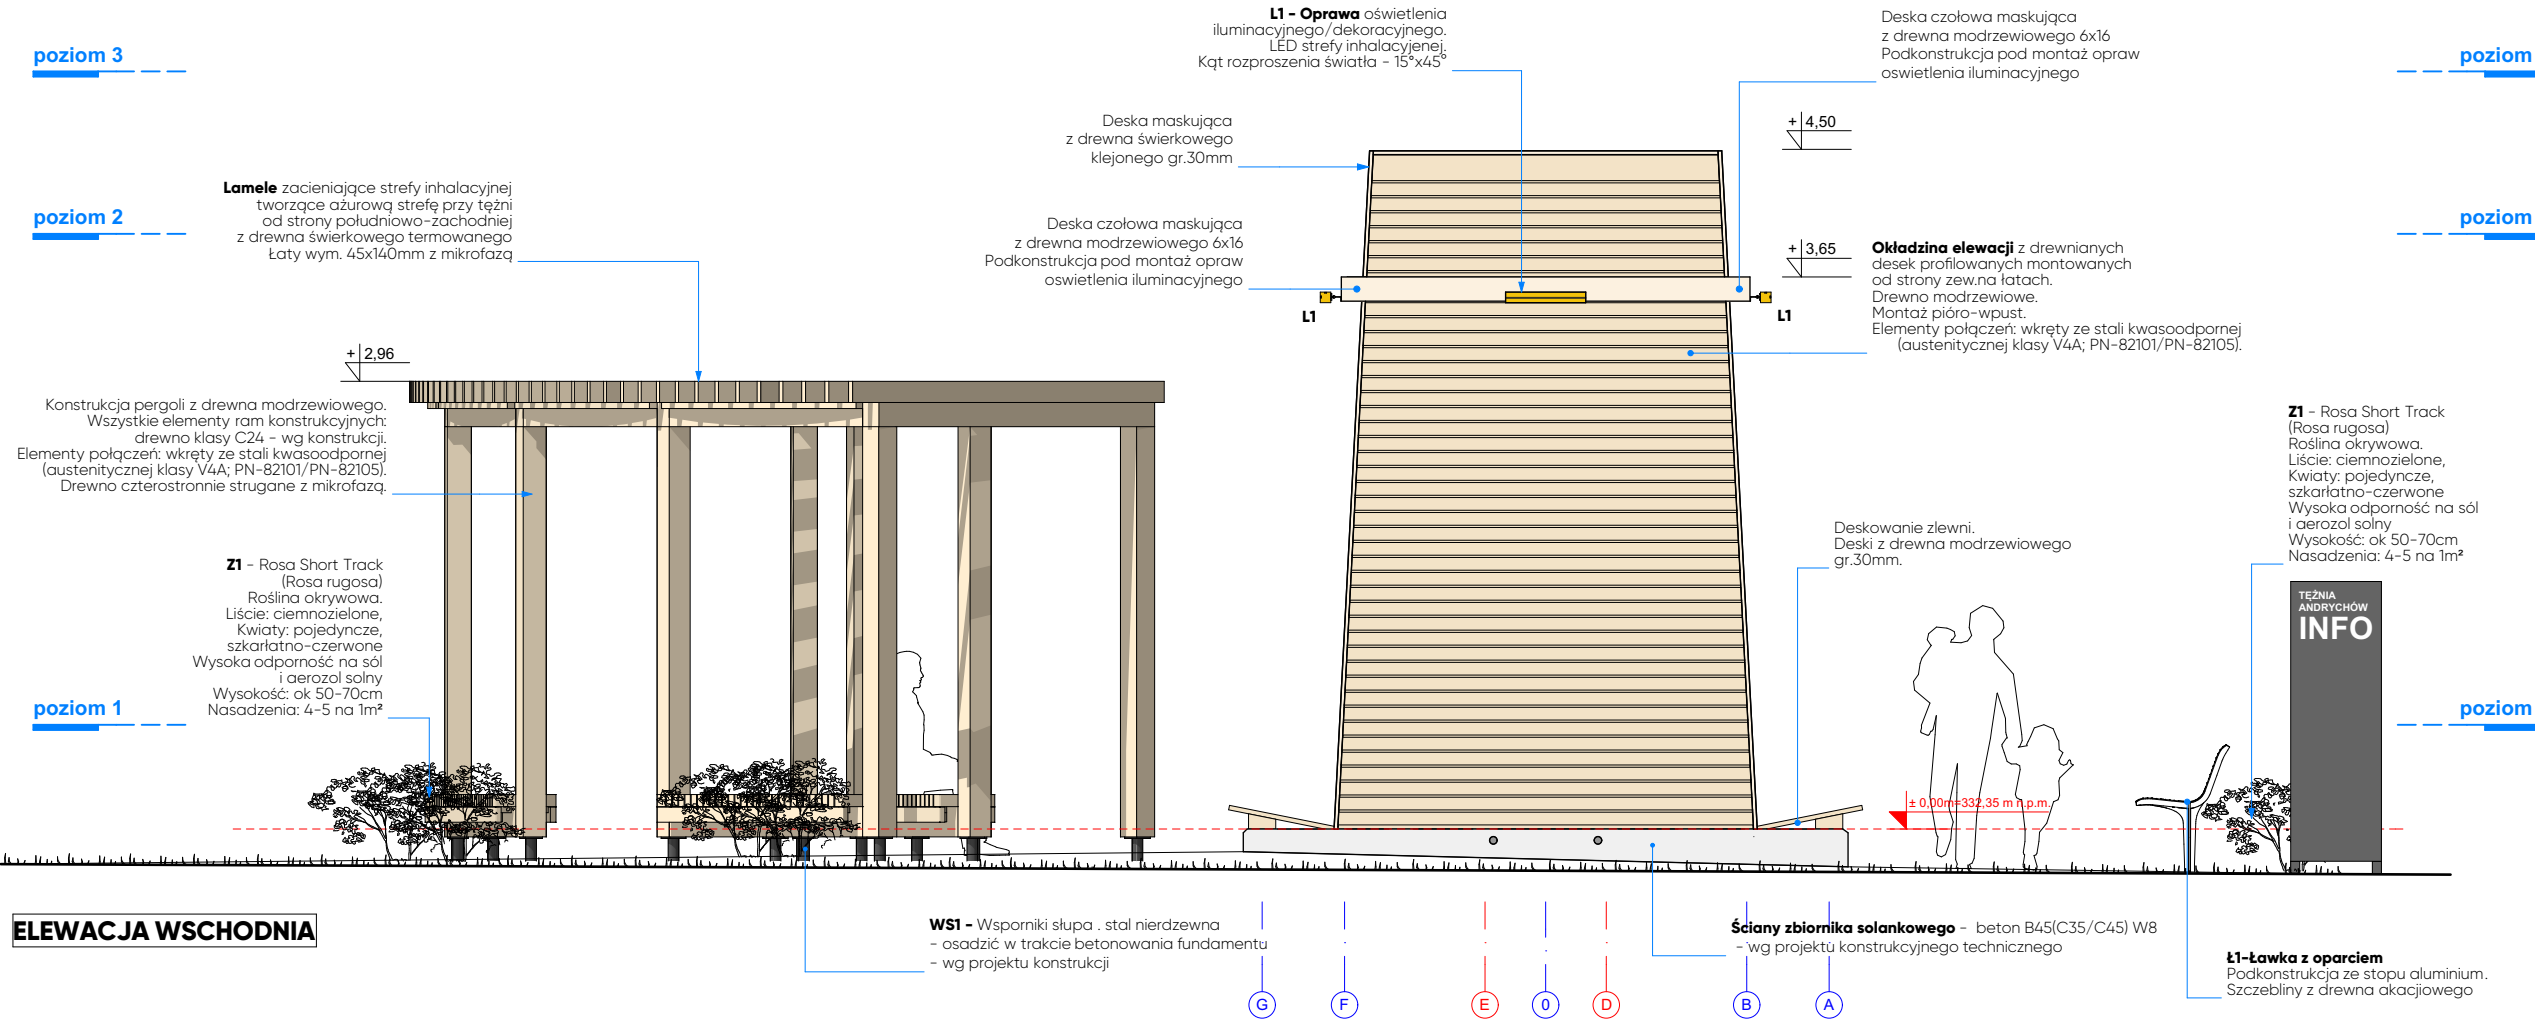 poziom 3
L1 - Oprawa oświetlenia
iluminacyjnego/dekoracyjnego.
LED strefy inhalacyjenej.
Kąt rozproszenia światła - 15°x45°
Deska czołowa maskująca
z drewna modrzewiowego 6x16
Podkonstrukcja pod montaż opraw
oswietlenia iluminacyjnego
poziom
Deska maskująca
z drewna świerkowego
klejonego gr.30mm
+ 4,50
poziom 2
Lamele zacieniające strefy inhalacyjnej
tworzące ażurową strefę przy tężni
od strony południowo-zachodniej
z drewna świerkowego termowanego
Łaty wym. 45x140mm z mikrofazą
Deska czołowa maskująca
z drewna modrzewiowego 6x16
Podkonstrukcja pod montaż opraw
oswietlenia iluminacyjnego
+ 3,65
Okładzina elewacji z drewnianych
desek profilowanych montowanych
od strony zew.na łatach.
Drewno modrzewiowe.
Montaż pióro-wpust.
Elementy połączeń: wkręty ze stali kwasoodpornej
(austenitycznej klasy V4A; PN-82101/PN-82105).
poziom
L1
L1
+ 2,96
Konstrukcja pergoli z drewna modrzewiowego.
Wszystkie elementy ram konstrukcyjnych:
drewno klasy C24 - wg konstrukcji.
Elementy połączeń: wkręty ze stali kwasoodpornej
(austenitycznej klasy V4A; PN-82101/PN-82105).
Drewno czterostronnie strugane z mikrofazą.
Z1 - Rosa Short Track
(Rosa rugosa)
Roślina okrywowa.
Liście: ciemnozielone,
Kwiaty: pojedyncze,
szkarłatno-czerwone
Wysoka odporność na sól
i aerozol solny
Wysokość: ok 50-70cm
Nasadzenia: 4-5 na 1m²
Deskowanie zlewni.
Deski z drewna modrzewiowego
gr.30mm.
Z1 - Rosa Short Track
(Rosa rugosa)
Roślina okrywowa.
Liście: ciemnozielone,
Kwiaty: pojedyncze,
szkarłatno-czerwone
Wysoka odporność na sól
i aerozol solny
Wysokość: ok 50-70cm
Nasadzenia: 4-5 na 1m²
TĘŻNIA
ANDRYCHÓW
INFO
poziom 1
poziom
± 0,00m=332,35 m n.p.m.
ELEWACJA WSCHODNIA
WS1 - Wsporniki słupa . stal nierdzewna
- osadzić w trakcie betonowania fundamentu
- wg projektu konstrukcji
Ściany zbiornika solankowego - beton B45(C35/C45) W8
- wg projektu konstrukcyjnego technicznego
Ł1-Ławka z oparciem
Podkonstrukcja ze stopu aluminium.
Szczebliny z drewna akacjiowego
G F E 0 D B A